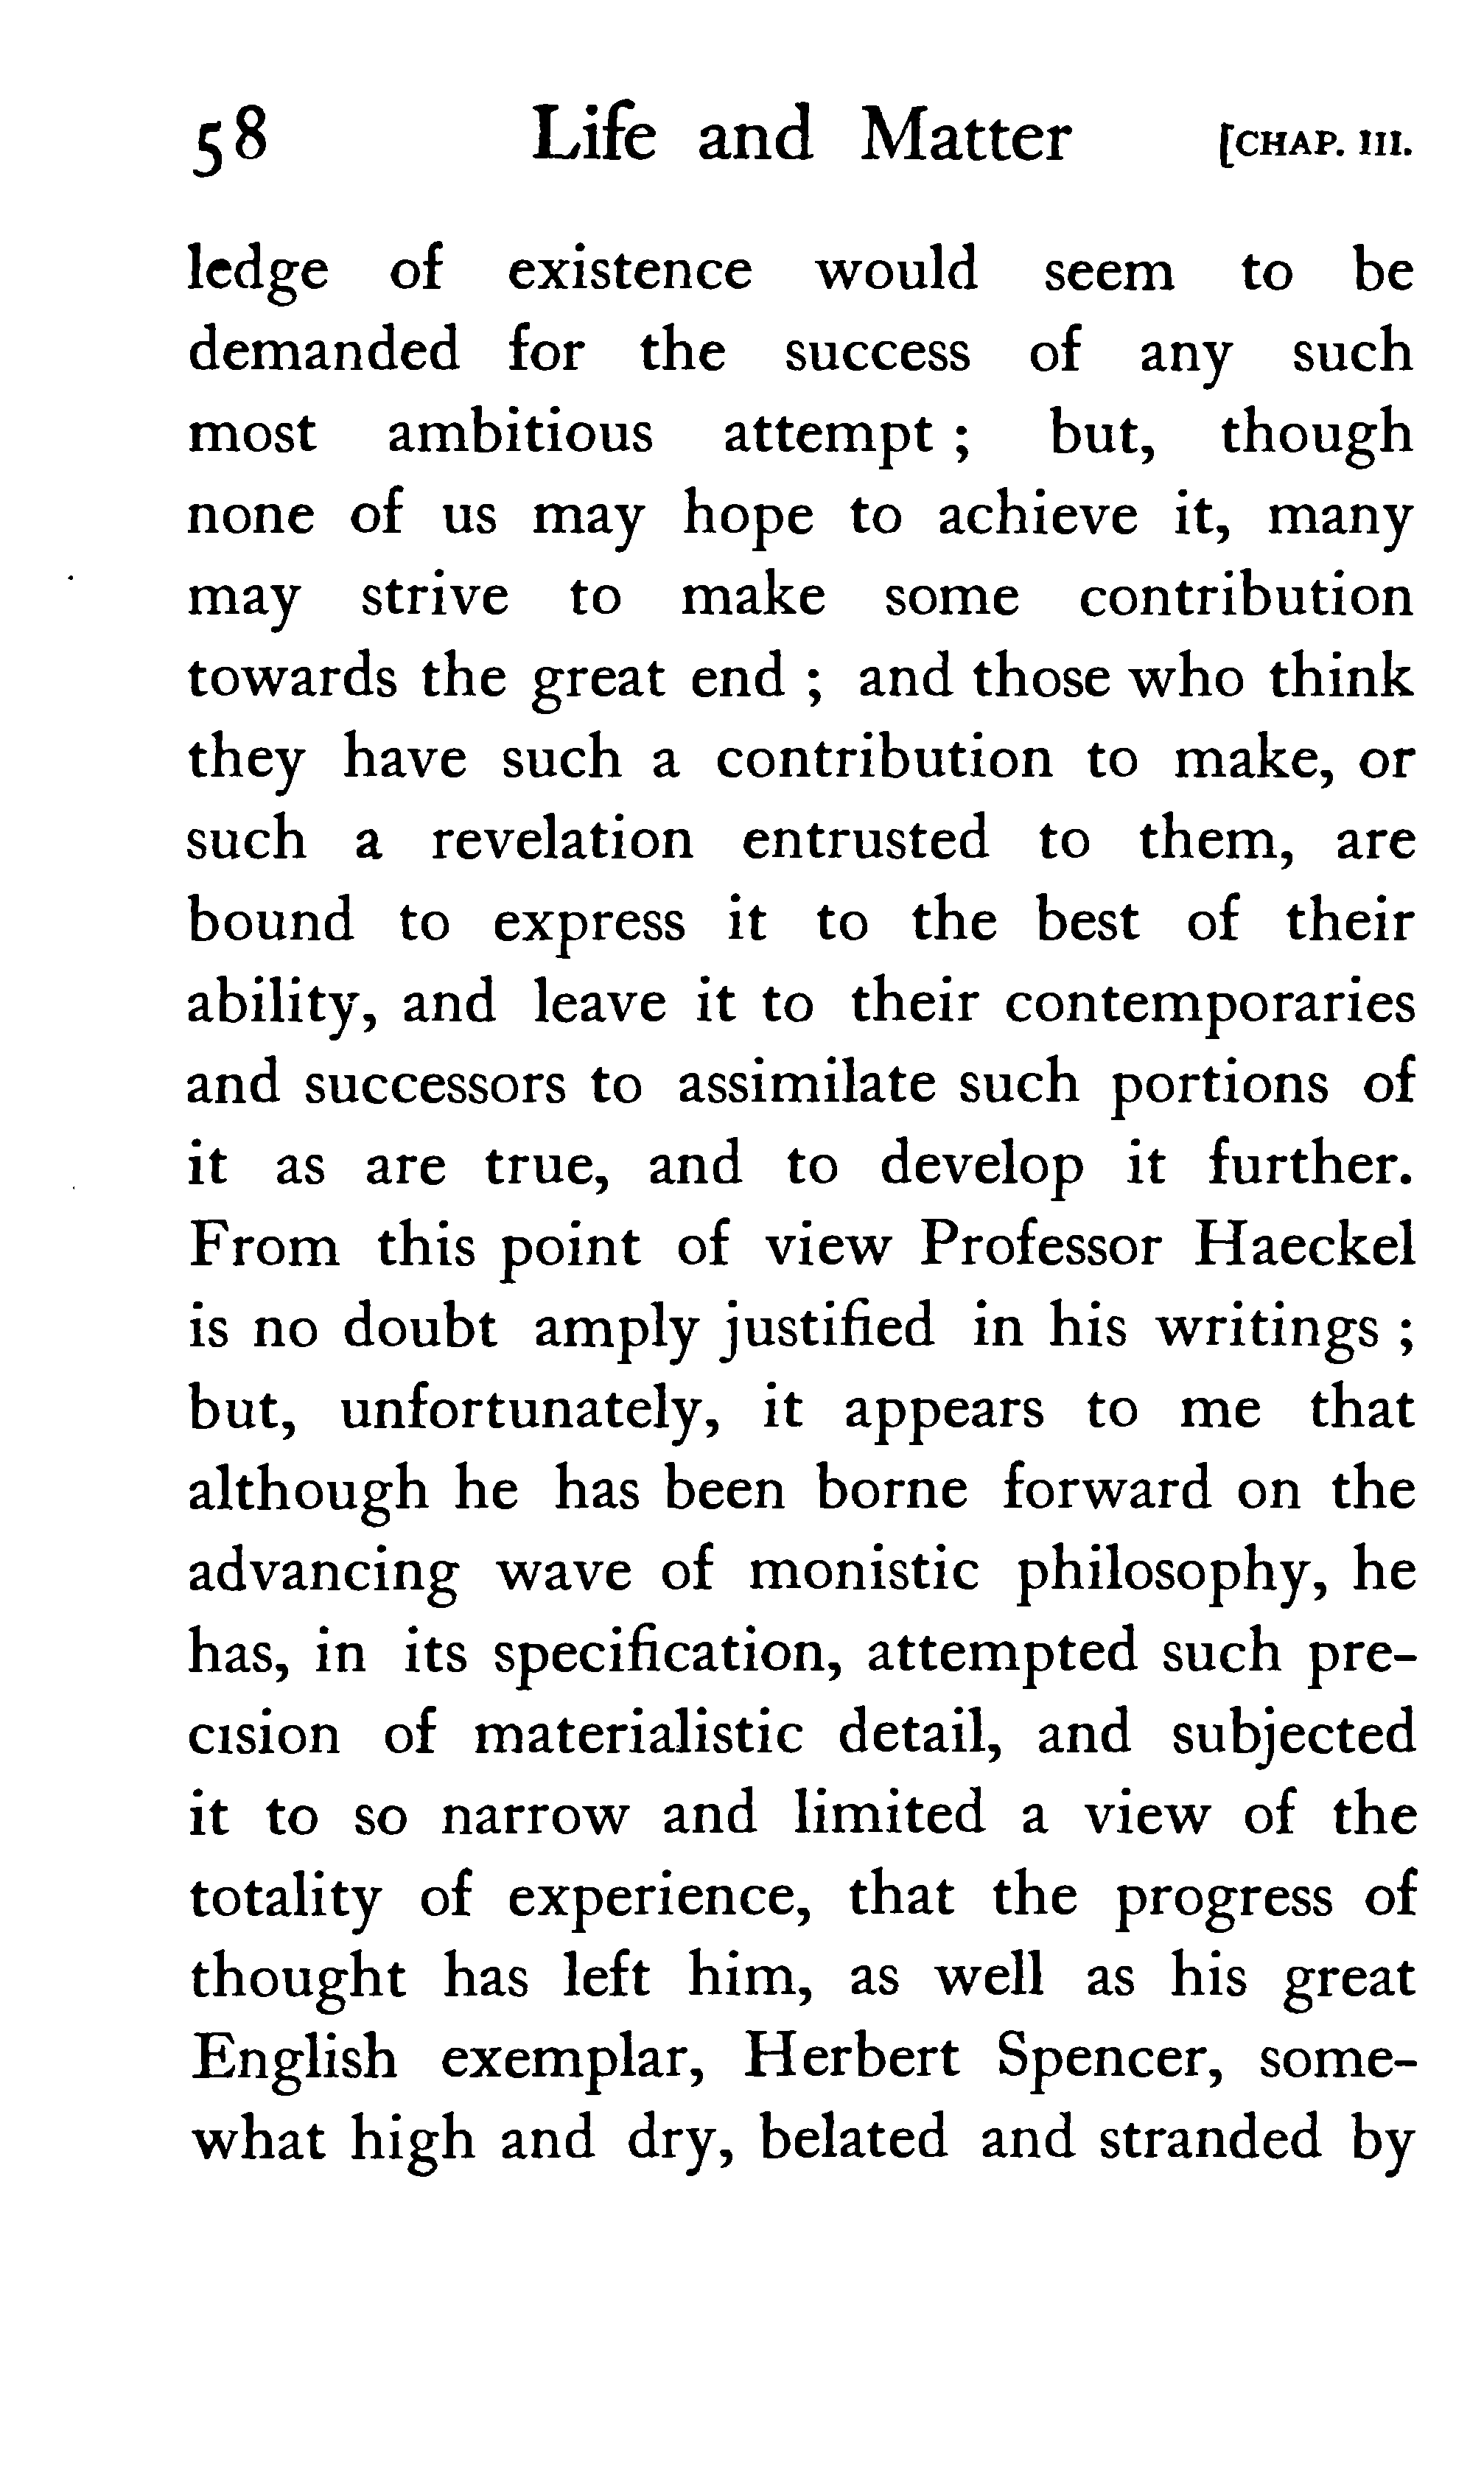 58 Life and Matter [CHAP. III.
ledge of existence would seem to be
demanded for the success of any such
most ambitious attempt ; but, though
none of us may hope to achieve it, many
may strive to make some contribution
towards the great end ; and those who think
they have such a contribution to make, or
such a revelation entrusted to them, are
bound to express it to the best of their
ability, and leave it to their contemporaries
and successors to assimilate such portions of
it as are true, and to develop it further.
From this point of view Professor Haeckel
is no doubt amply justified in his writings ;
but, unfortunately, it appears to me that
although he has been borne forward on the
advancing wave of monistic philosophy, he
has, in its specification, attempted such pre-
cision of materialistic detail, and subjected
it to so narrow and limited a view of the
totality of experience, that the progress of
thought has left him, as well as his great
English exemplar, Herbert Spencer, some-
what high and dry, belated and stranded by